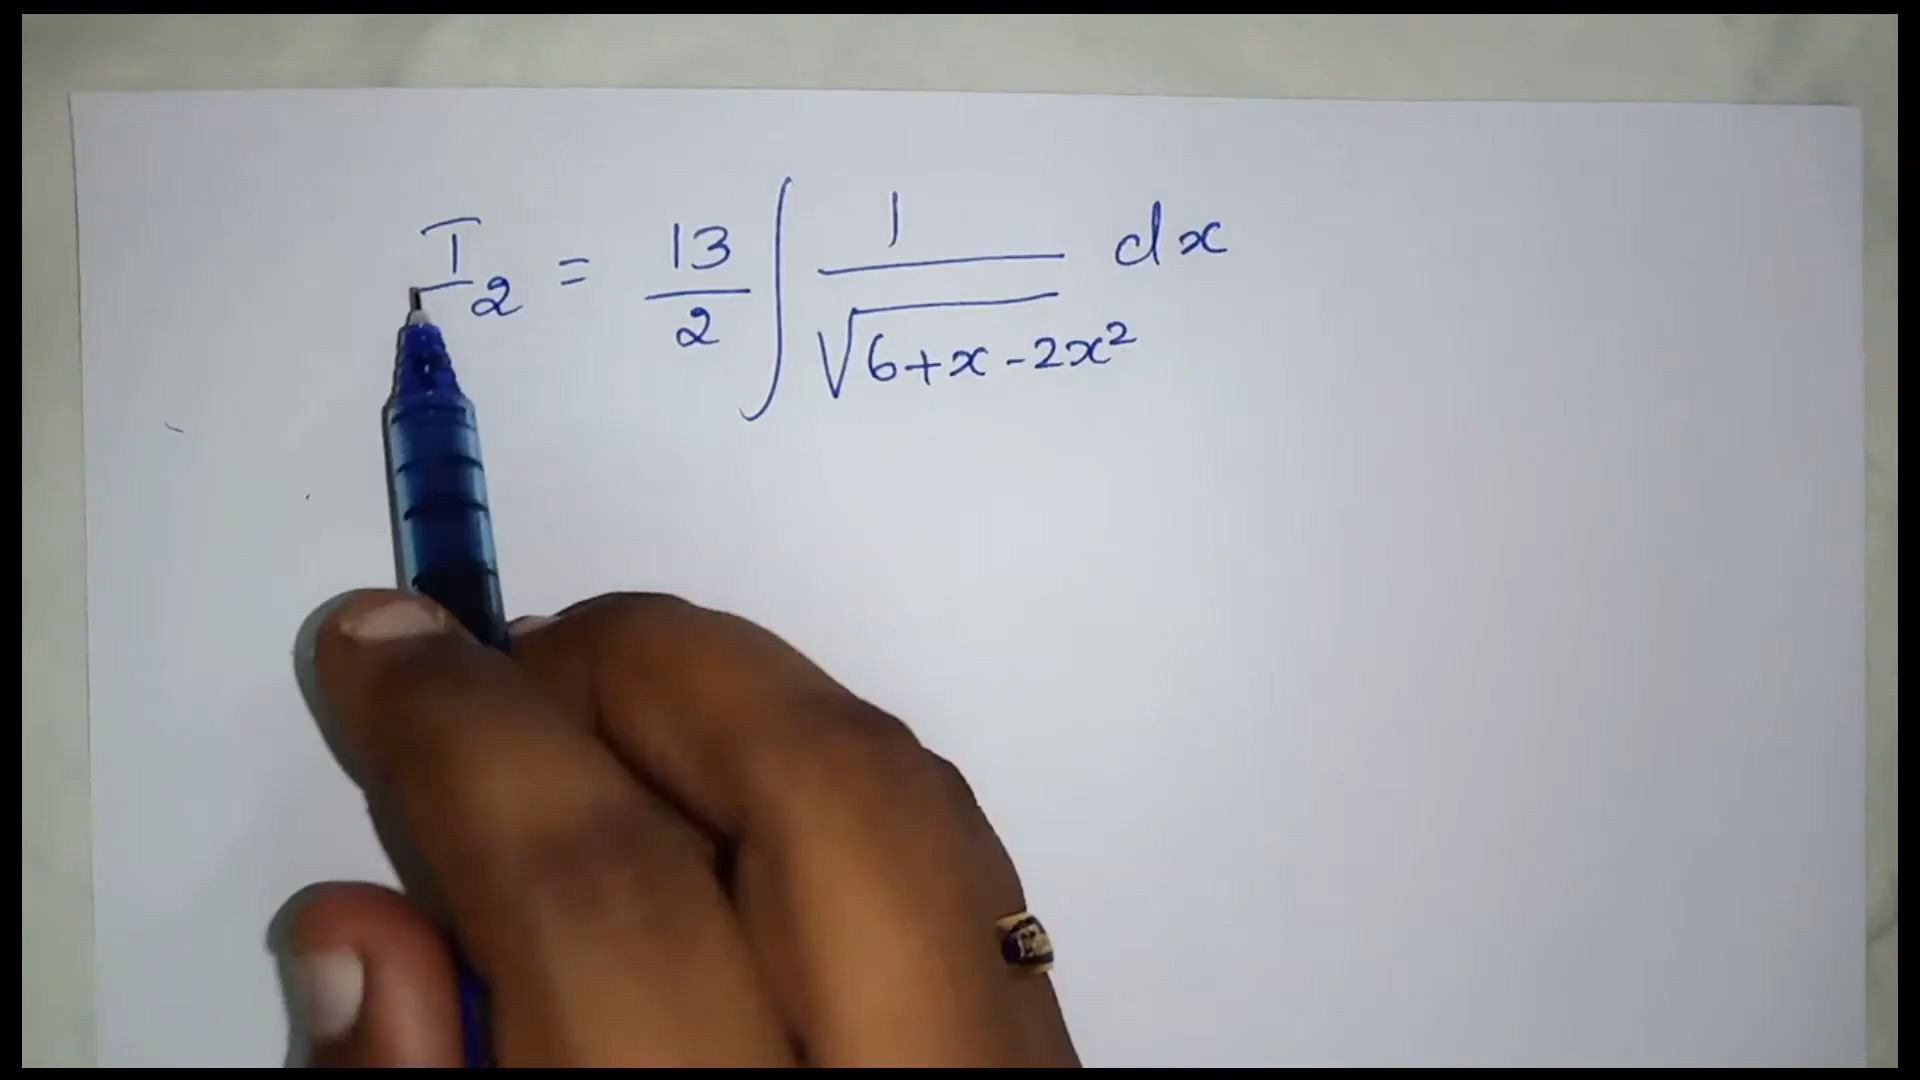 I₂ = 13/2 ∫ 1/√(6+x-2x²) dx